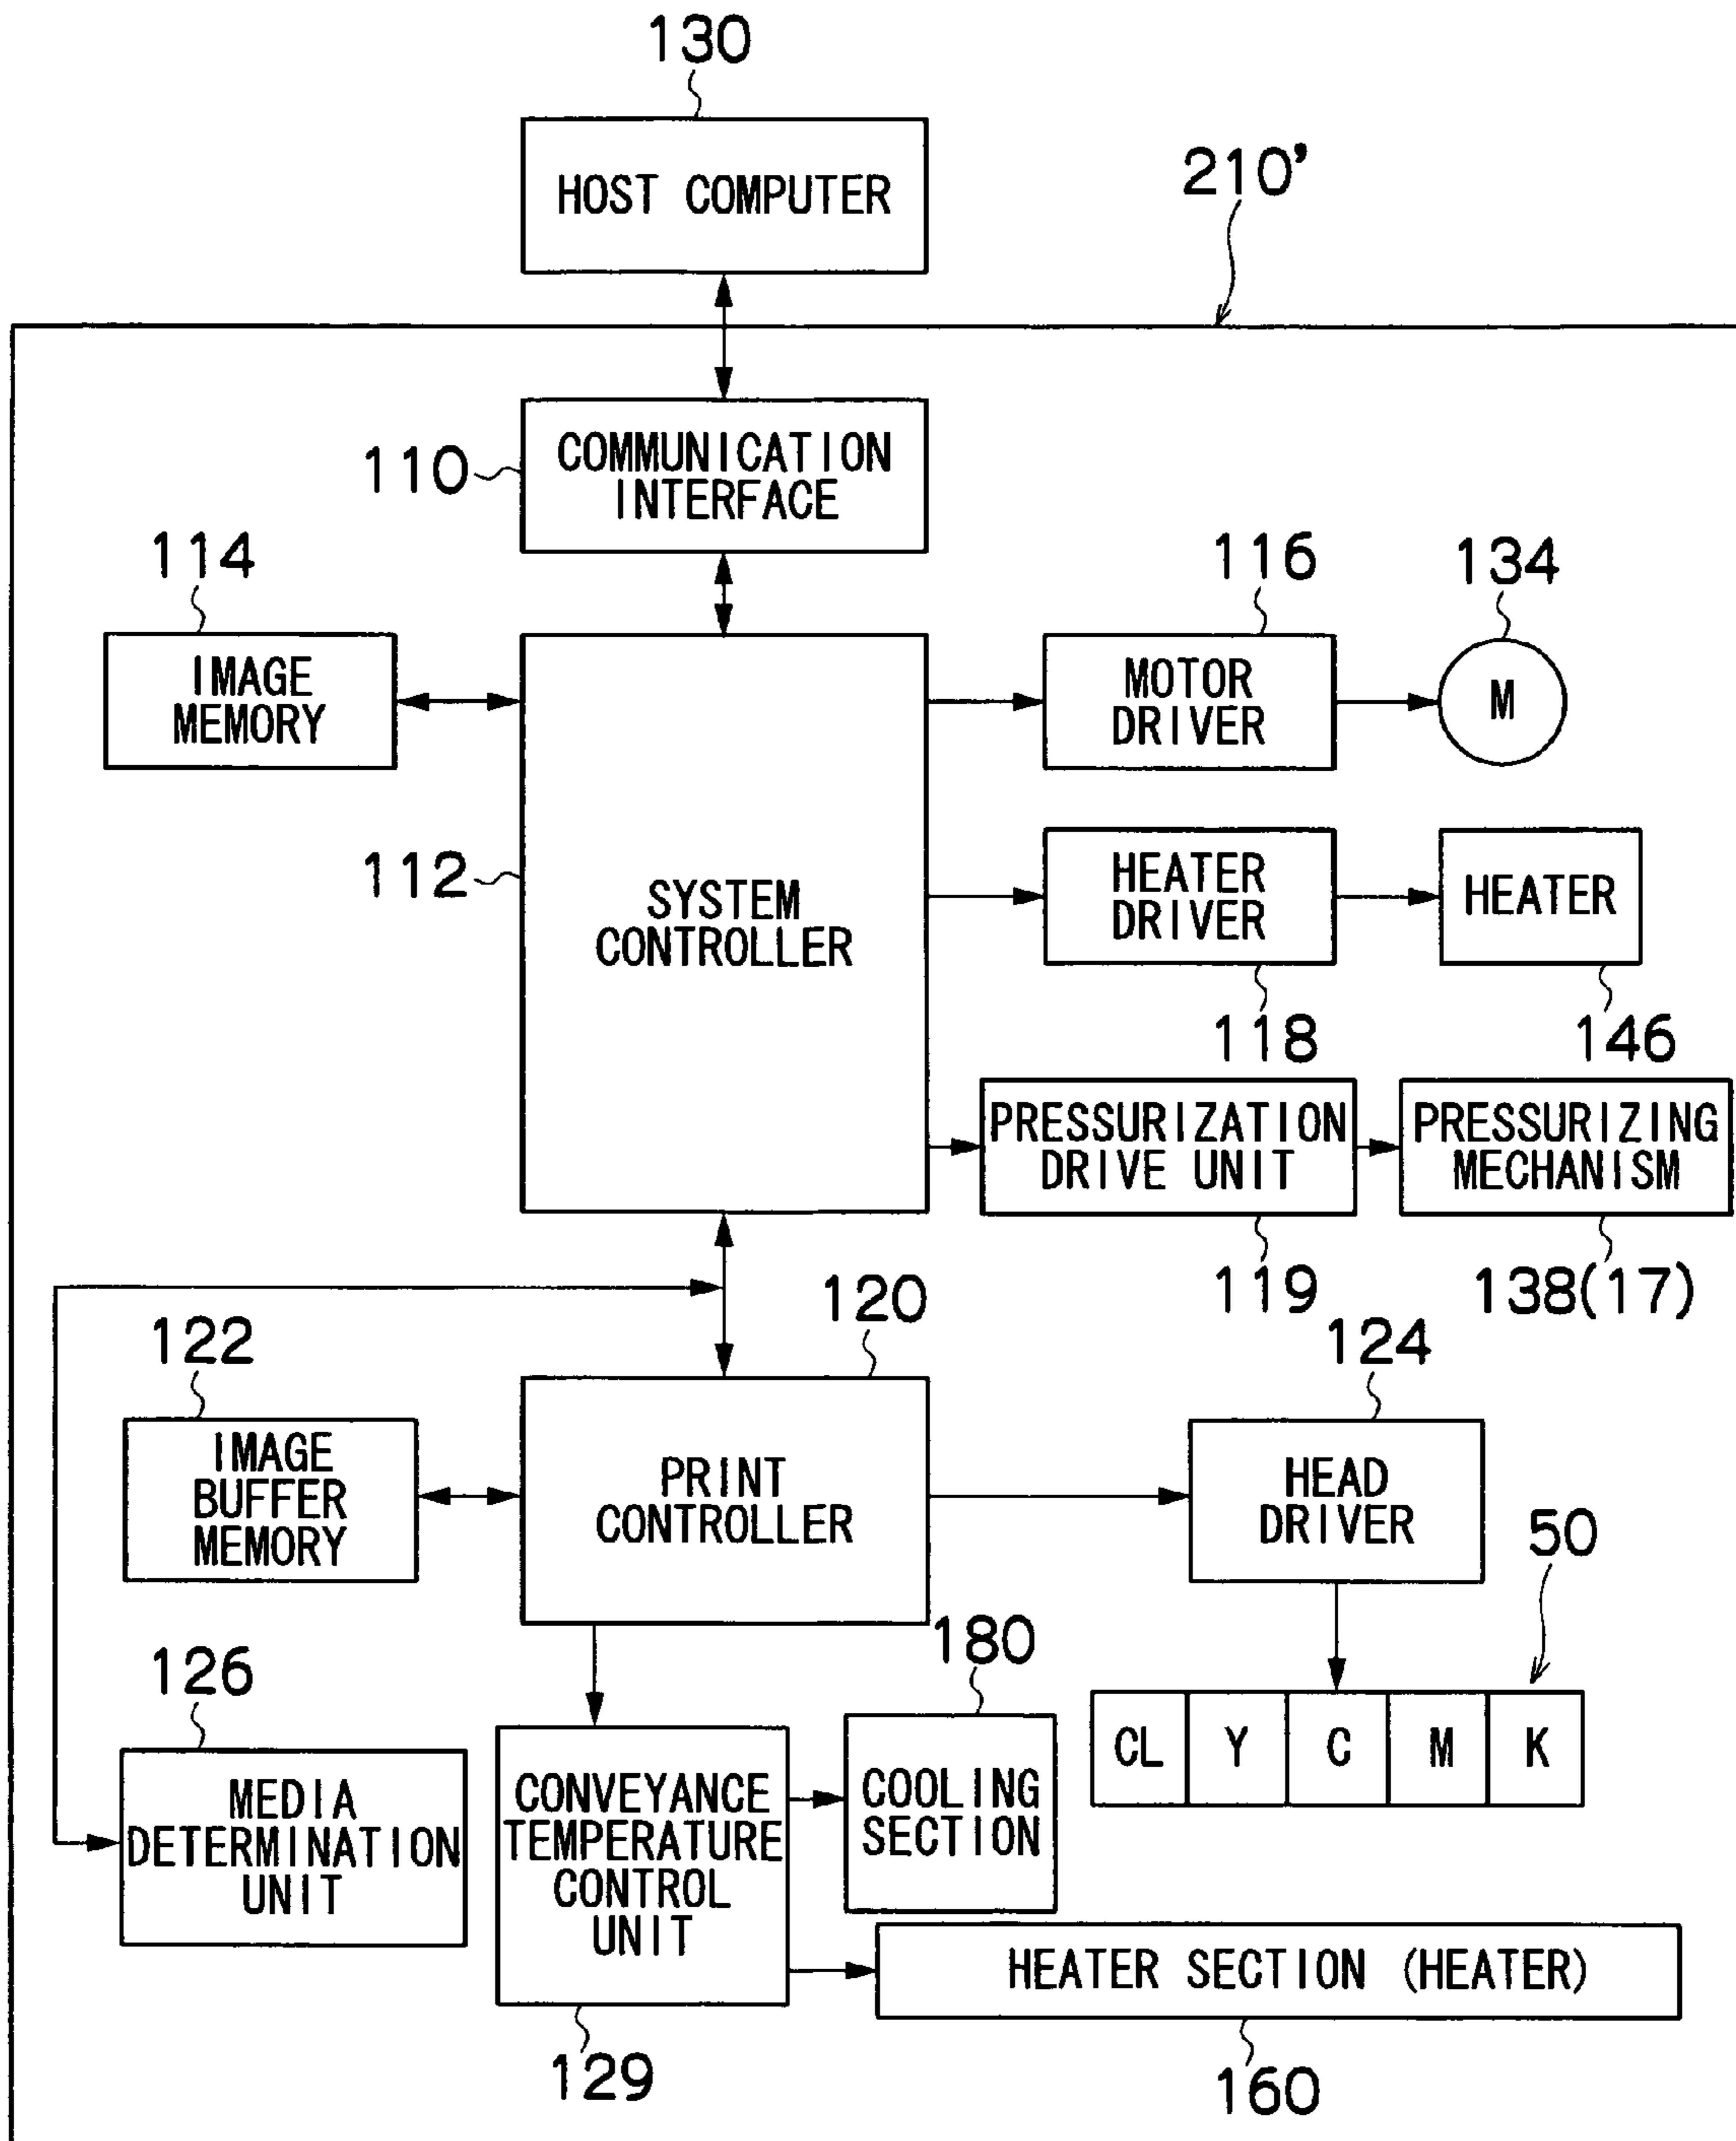 130
HOST COMPUTER
210'
110
COMMUNICATION
INTERFACE
114
IMAGE
MEMORY
116
MOTOR
DRIVER
134
M
112
SYSTEM
CONTROLLER
HEATER
DRIVER
118
HEATER
146
PRESSURIZATION
DRIVE UNIT
119
PRESSURIZING
MECHANISM
138(17)
120
PRINT
CONTROLLER
122
IMAGE
BUFFER
MEMORY
124
HEAD
DRIVER
50
CL Y C M K
126
MEDIA
DETERMINATION
UNIT
CONVEYANCE
TEMPERATURE
CONTROL
UNIT
129
180
COOLING
SECTION
HEATER SECTION (HEATER)
160